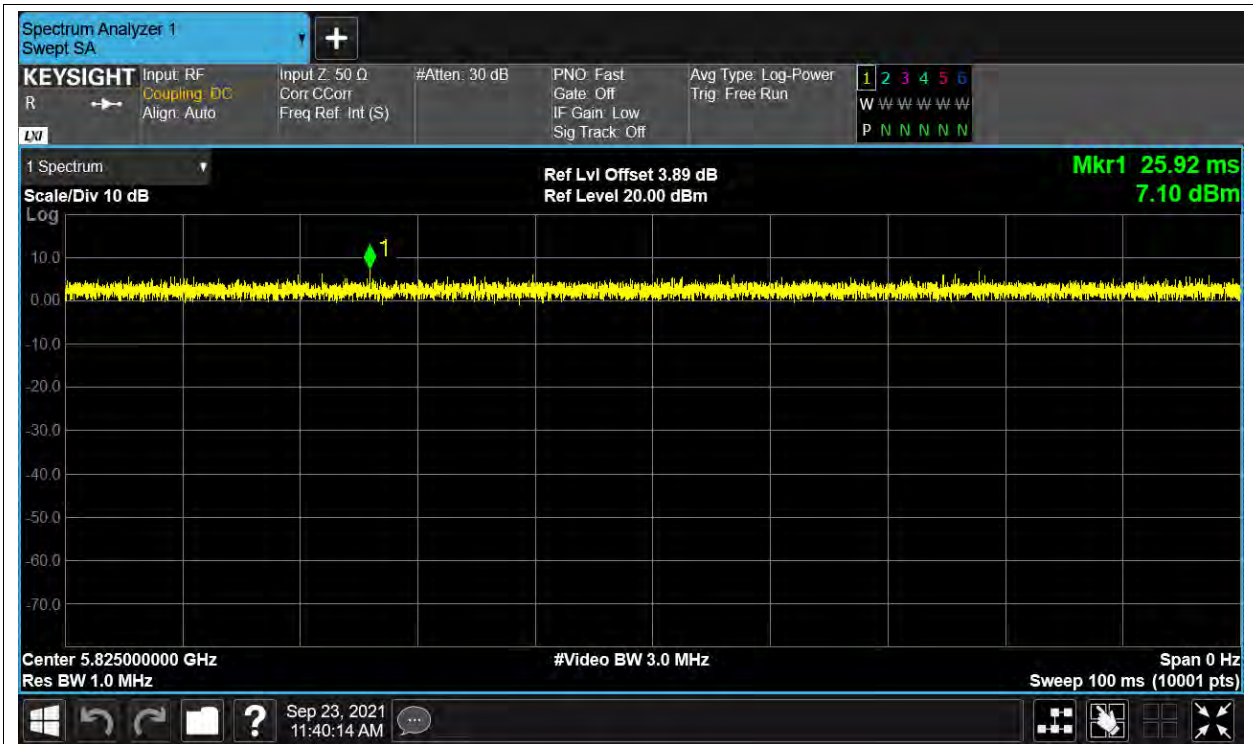 Spectrum Analyzer 1
Swept SA
KEYSIGHT
R
LXI
Input: RF
Coupling: DC
Align: Auto
Input Z: 50 Ω
Corr CCorr
Freq Ref: Int (S)
#Atten: 30 dB
PNO: Fast
Gate: Off
IF Gain: Low
Sig Track: Off
Avg Type: Log-Power
Trig: Free Run
1 2 3 4 5 6
W W W W W W
P N N N N N
1 Spectrum
Scale/Div 10 dB
Ref Lvl Offset 3.89 dB
Ref Level 20.00 dBm
Mkr1 25.92 ms
7.10 dBm
Log
1
10.0
0.00
-10.0
-20.0
-30.0
-40.0
-50.0
-60.0
-70.0
Center 5.825000000 GHz
#Video BW 3.0 MHz
Span 0 Hz
Res BW 1.0 MHz
Sweep 100 ms (10001 pts)
?
Sep 23, 2021
11:40:14 AM